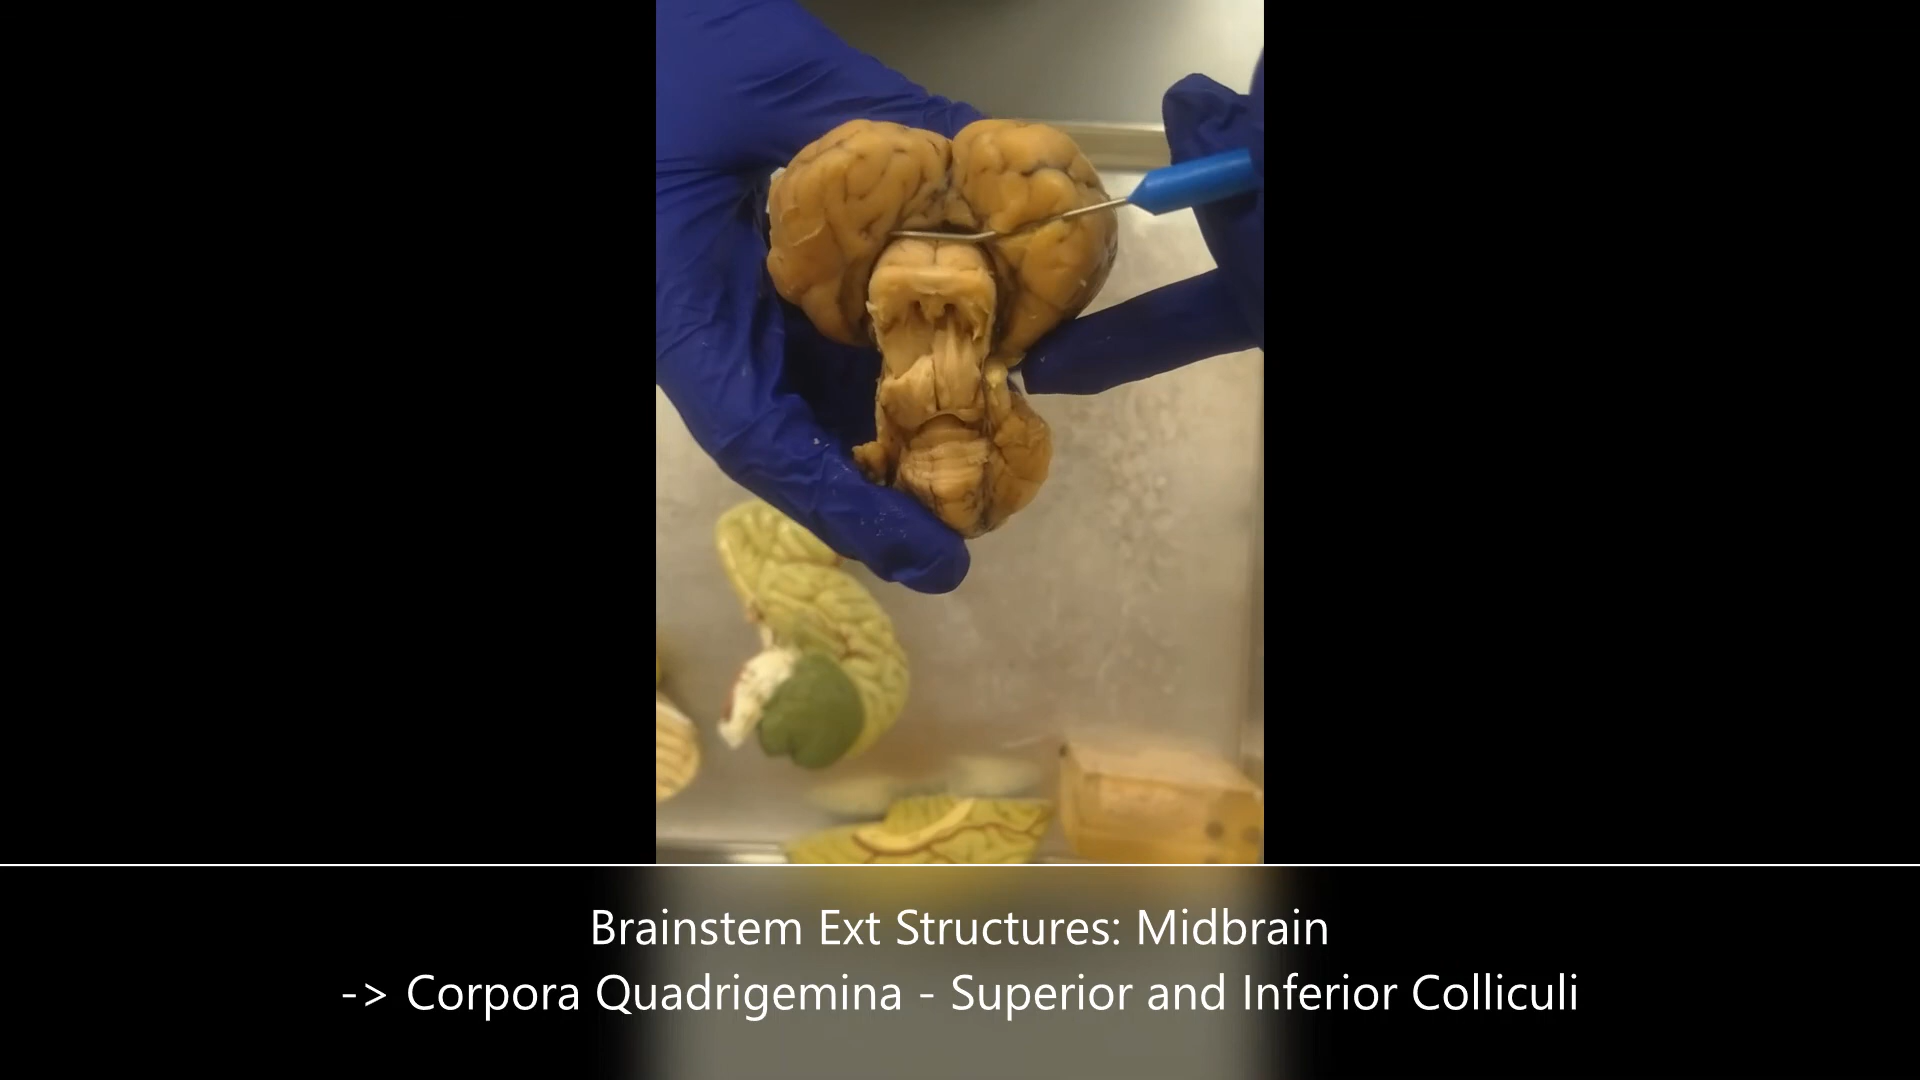 Brainstem Ext Structures: Midbrain
-> Corpora Quadrigemina - Superior and Inferior Colliculi